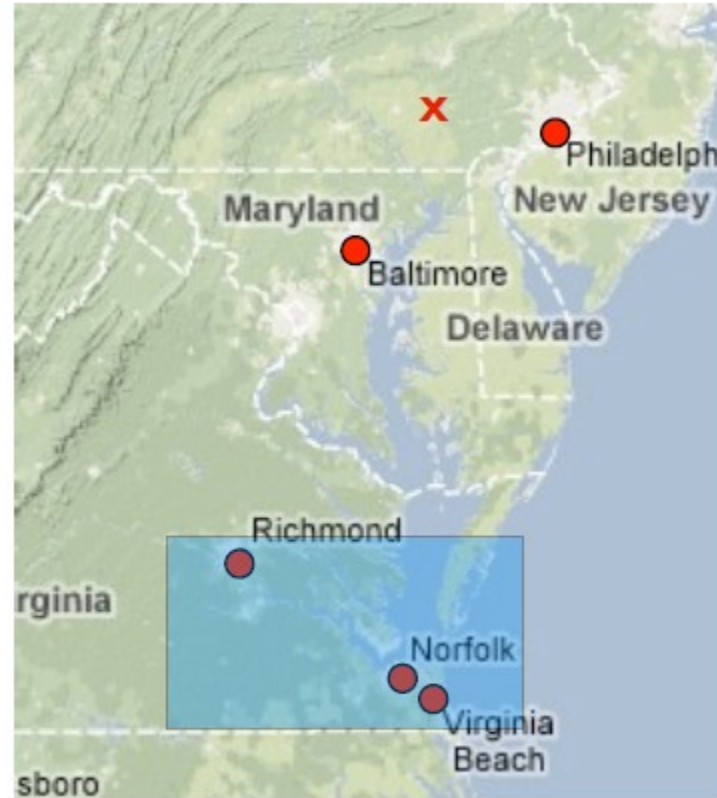 x
Philadelph
New Jersey
Maryland
Baltimore
Delaware
Richmond
rginia
Norfolk
Virginia
Beach
sboro